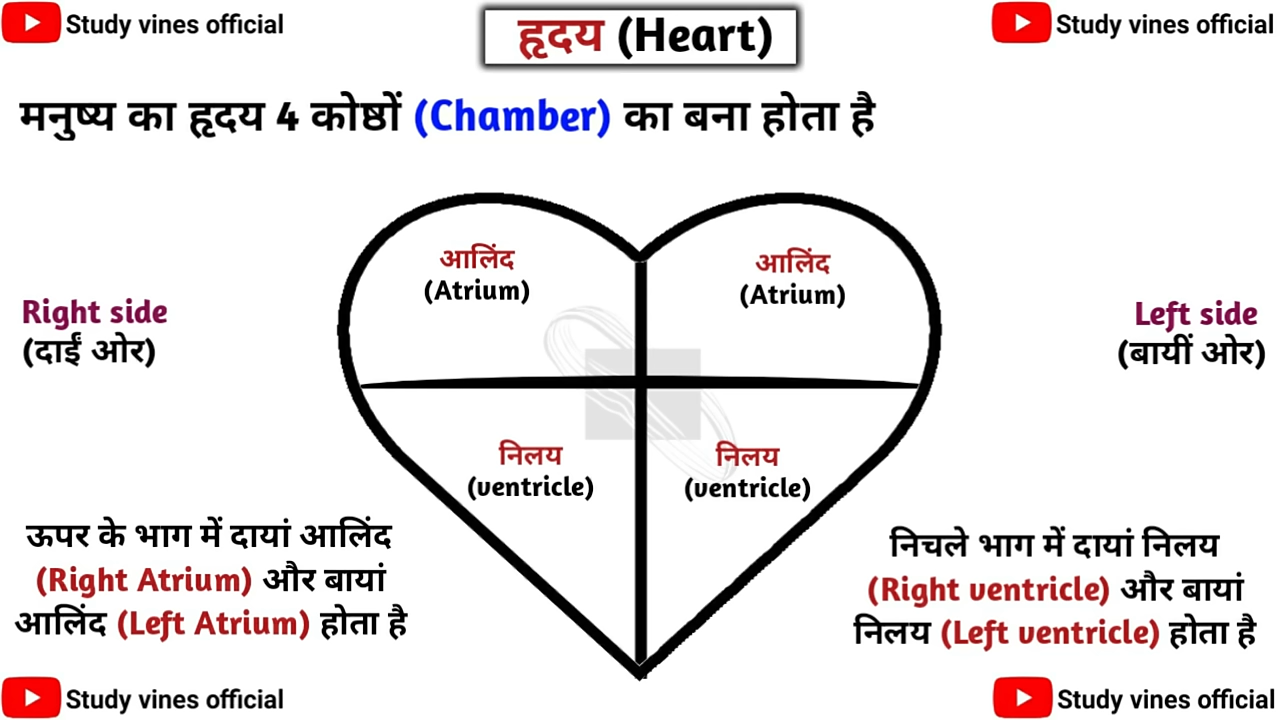 Study vines official
हृदय (Heart)
Study vines official
मनुष्य का हृदय 4 कोष्ठों (Chamber) का बना होता है
आलिंद
(Atrium)
आलिंद
(Atrium)
Right side
(दाईं ओर)
Left side
(बायीं ओर)
निलय
(ventricle)
निलय
(ventricle)
ऊपर के भाग में दायां आलिंद
(Right Atrium) और बायां
आलिंद (Left Atrium) होता है
निचले भाग में दायां निलय
(Right ventricle) और बायां
निलय (Left ventricle) होता है
Study vines official
Study vines official